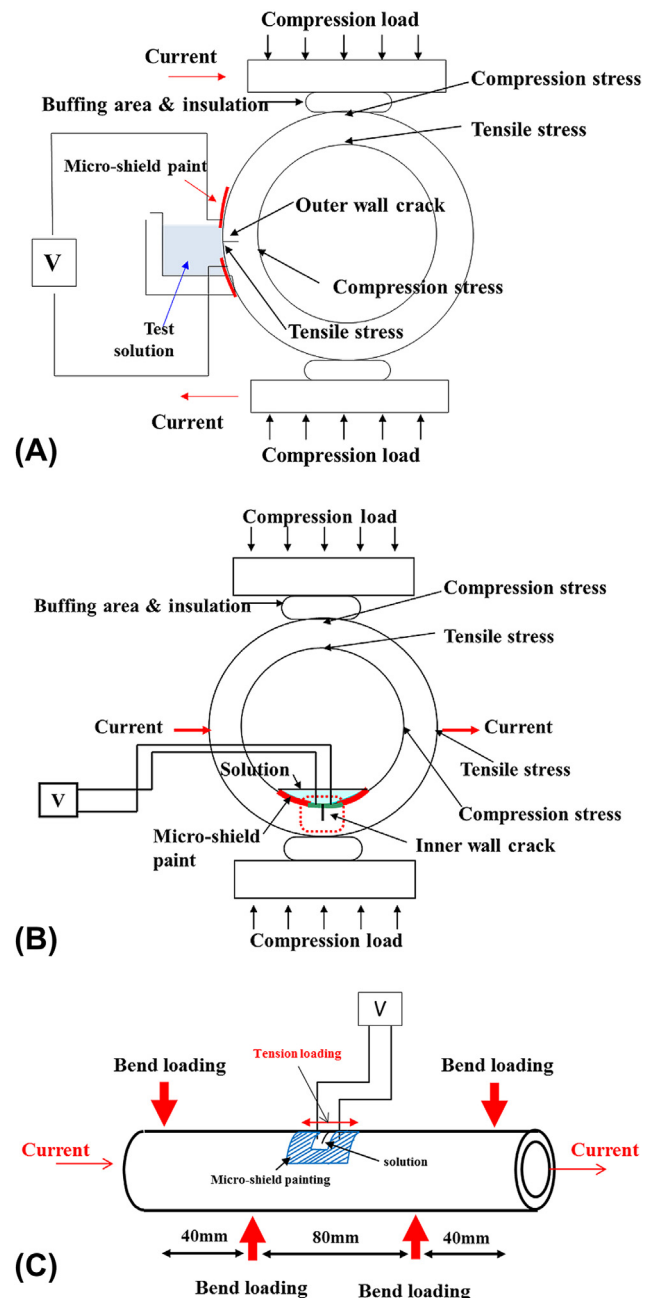 Compression load
Current
Compression stress
Buffing area & insulation
Tensile stress
Micro-shield paint
Outer wall crack
V
Compression stress
Test
solution
Tensile stress
Current
(A)
Compression load
Compression load
Buffing area & insulation
Compression stress
Tensile stress
Current
Current
Solution
Tensile stress
V
Compression stress
Micro-shield
paint
Inner wall crack
(B)
Compression load
V
Tension loading
Bend loading
Bend loading
Current
Current
solution
Micro-shield painting
40mm
80mm
40mm
(C)
Bend loading
Bend loading